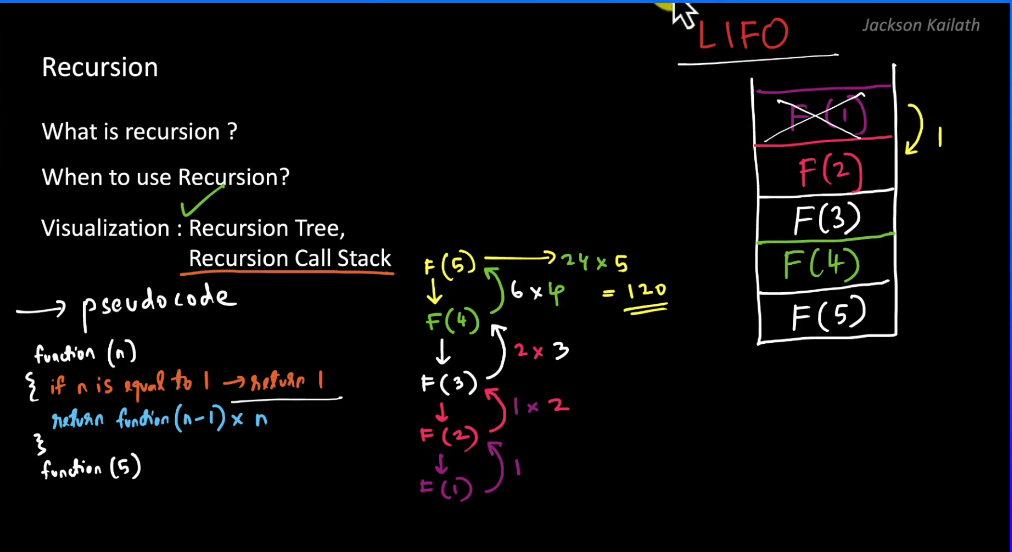 LIFO
Jackson Kailath
Recursion
What is recursion ?
When to use Recursion?
Visualization : Recursion Tree,
Recursion Call Stack
→ pseudocode
function (n)
{ if n is equal to 1 → return 1
return function (n-1) × n
}
function (5)
F(5) → 24 × 5
= 120
6 × 4
F(4)
2 × 3
F(3)
1 × 2
F(2)
1
F(1)
F(1)
1
F(2)
F(3)
F(4)
F(5)